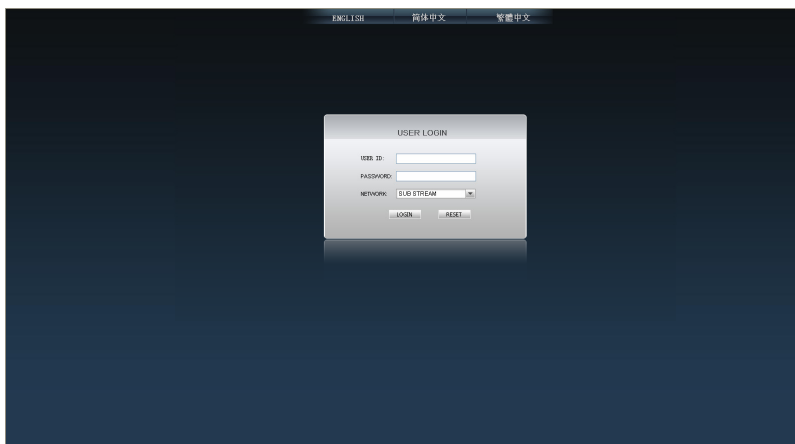 ENGLISH 简体中文 繁體中文
USER LOGIN
USER ID:
PASSWORD:
NETWORK: SUB STREAM
LOGIN RESET